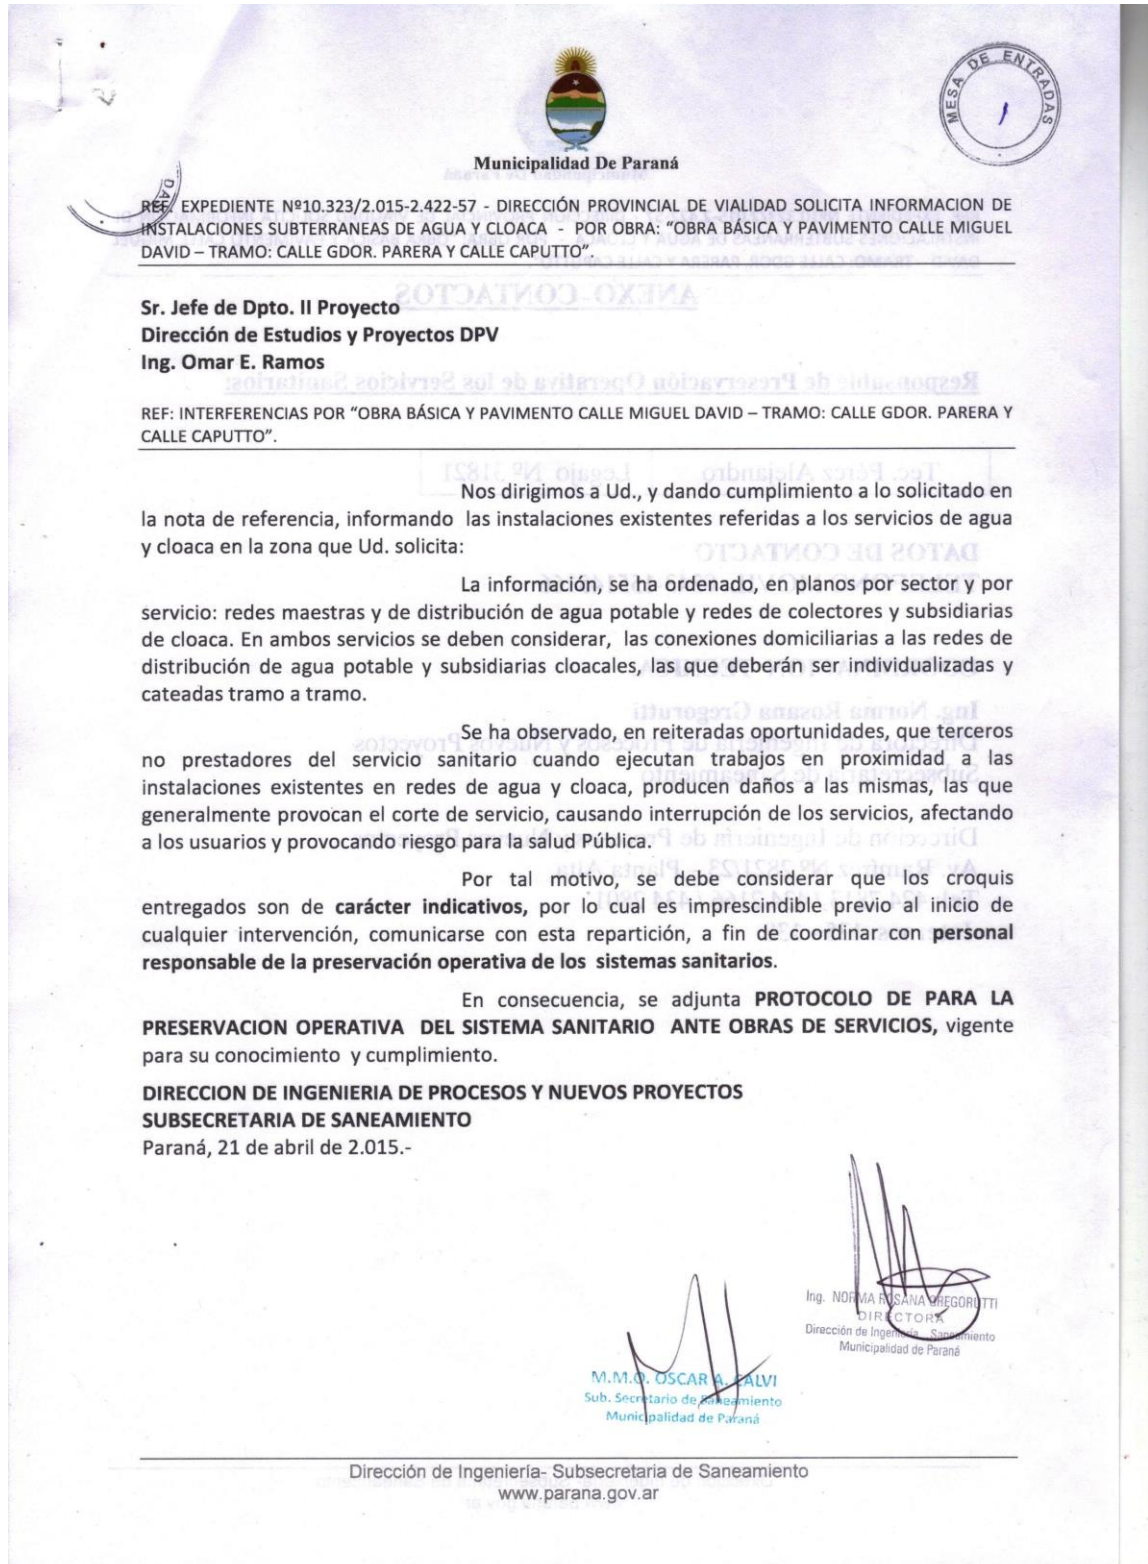 MESA DE ENTRADAS
1
Municipalidad De Paraná
REF. EXPEDIENTE Nº10.323/2.015-2.422-57 - DIRECCIÓN PROVINCIAL DE VIALIDAD SOLICITA INFORMACION DE
INSTALACIONES SUBTERRANEAS DE AGUA Y CLOACA - POR OBRA: “OBRA BÁSICA Y PAVIMENTO CALLE MIGUEL
DAVID – TRAMO: CALLE GDOR. PARERA Y CALLE CAPUTTO”.
Sr. Jefe de Dpto. II Proyecto
Dirección de Estudios y Proyectos DPV
Ing. Omar E. Ramos
REF: INTERFERENCIAS POR “OBRA BÁSICA Y PAVIMENTO CALLE MIGUEL DAVID – TRAMO: CALLE GDOR. PARERA Y
CALLE CAPUTTO”.
Nos dirigimos a Ud., y dando cumplimiento a lo solicitado en
la nota de referencia, informando las instalaciones existentes referidas a los servicios de agua
y cloaca en la zona que Ud. solicita:
La información, se ha ordenado, en planos por sector y por
servicio: redes maestras y de distribución de agua potable y redes de colectores y subsidiarias
de cloaca. En ambos servicios se deben considerar, las conexiones domiciliarias a las redes de
distribución de agua potable y subsidiarias cloacales, las que deberán ser individualizadas y
cateadas tramo a tramo.
Se ha observado, en reiteradas oportunidades, que terceros
no prestadores del servicio sanitario cuando ejecutan trabajos en proximidad a las
instalaciones existentes en redes de agua y cloaca, producen daños a las mismas, las que
generalmente provocan el corte de servicio, causando interrupción de los servicios, afectando
a los usuarios y provocando riesgo para la salud Pública.
Por tal motivo, se debe considerar que los croquis
entregados son de carácter indicativos, por lo cual es imprescindible previo al inicio de
cualquier intervención, comunicarse con esta repartición, a fin de coordinar con personal
responsable de la preservación operativa de los sistemas sanitarios.
En consecuencia, se adjunta PROTOCOLO DE PARA LA
PRESERVACION OPERATIVA DEL SISTEMA SANITARIO ANTE OBRAS DE SERVICIOS, vigente
para su conocimiento y cumplimiento.
DIRECCION DE INGENIERIA DE PROCESOS Y NUEVOS PROYECTOS
SUBSECRETARIA DE SANEAMIENTO
Paraná, 21 de abril de 2.015.-
Ing. NORMA ROSANA GREGORUTTI
DIRECTORA
Dirección de Ingeniería Saneamiento
Municipalidad de Paraná
M.M.O. OSCAR A. CALVI
Sub. Secretario de Saneamiento
Municipalidad de Paraná
Dirección de Ingeniería- Subsecretaria de Saneamiento
www.parana.gov.ar